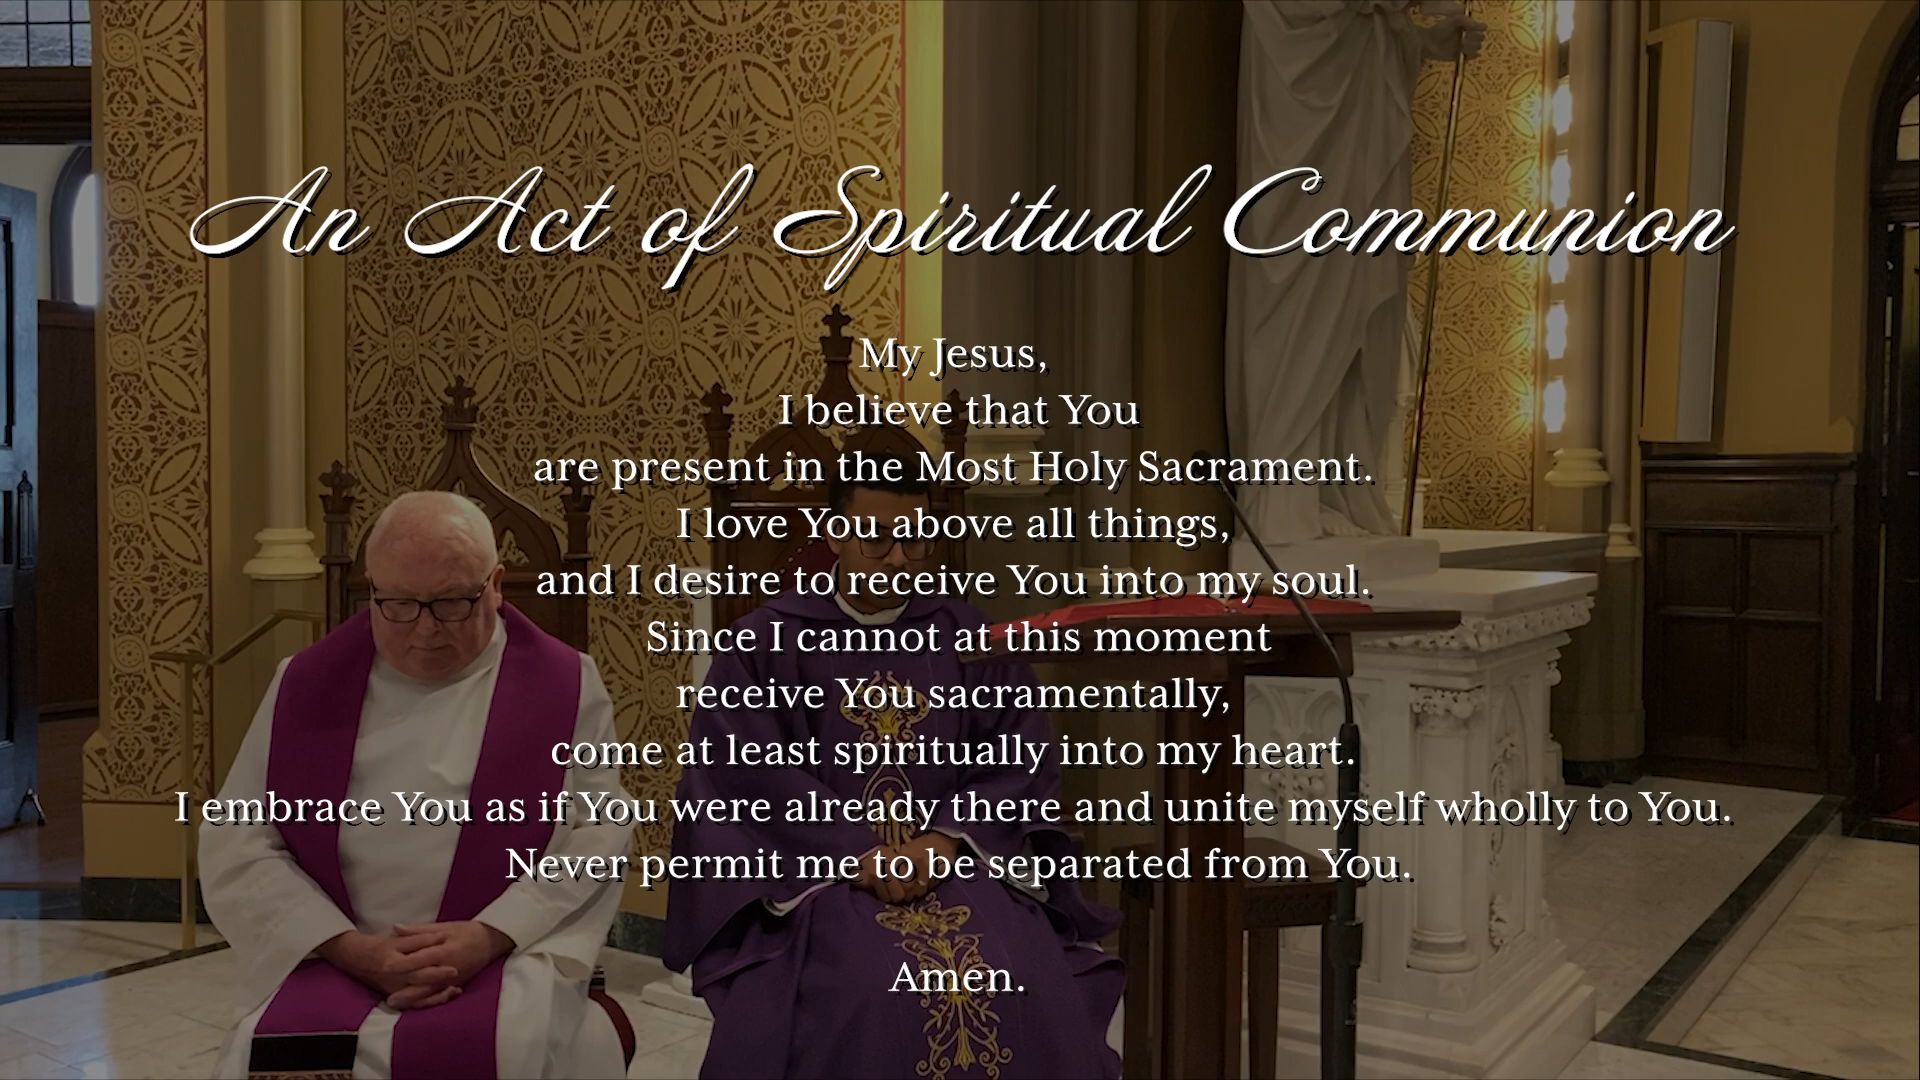 An Act of Spiritual Communion
My Jesus,
I believe that You
are present in the Most Holy Sacrament.
I love You above all things,
and I desire to receive You into my soul.
Since I cannot at this moment
receive You sacramentally,
come at least spiritually into my heart.
I embrace You as if You were already there and unite myself wholly to You.
Never permit me to be separated from You.
Amen.